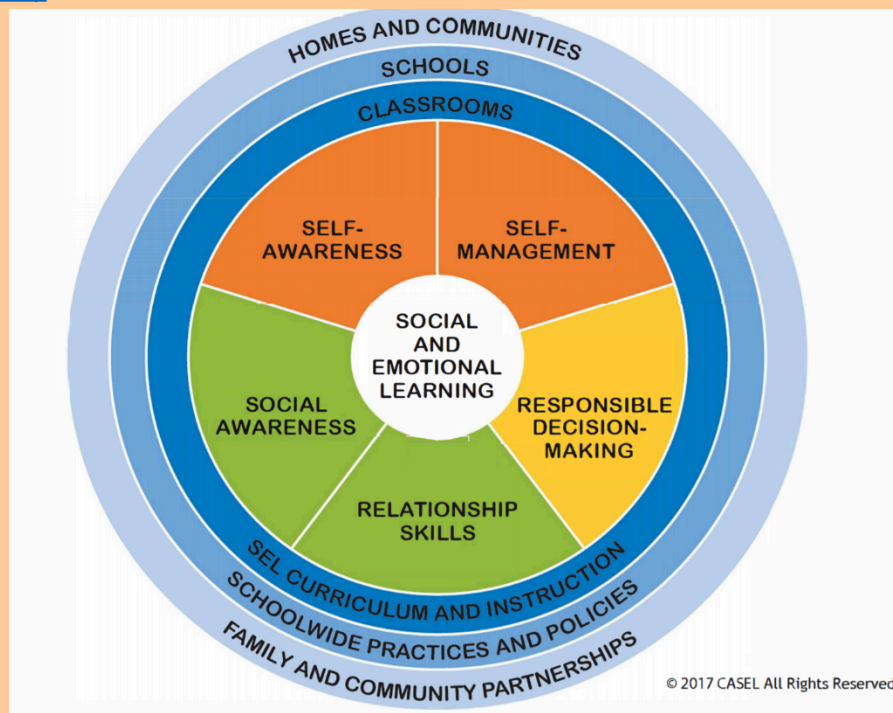 HOMES AND COMMUNITIES
SCHOOLS
CLASSROOMS
SELF-
AWARENESS
SELF-
MANAGEMENT
SOCIAL
AND
EMOTIONAL
LEARNING
SOCIAL
AWARENESS
RESPONSIBLE
DECISION-
MAKING
RELATIONSHIP
SKILLS
SEL CURRICULUM AND INSTRUCTION
SCHOOLWIDE PRACTICES AND POLICIES
FAMILY AND COMMUNITY PARTNERSHIPS
© 2017 CASEL All Rights Reserved